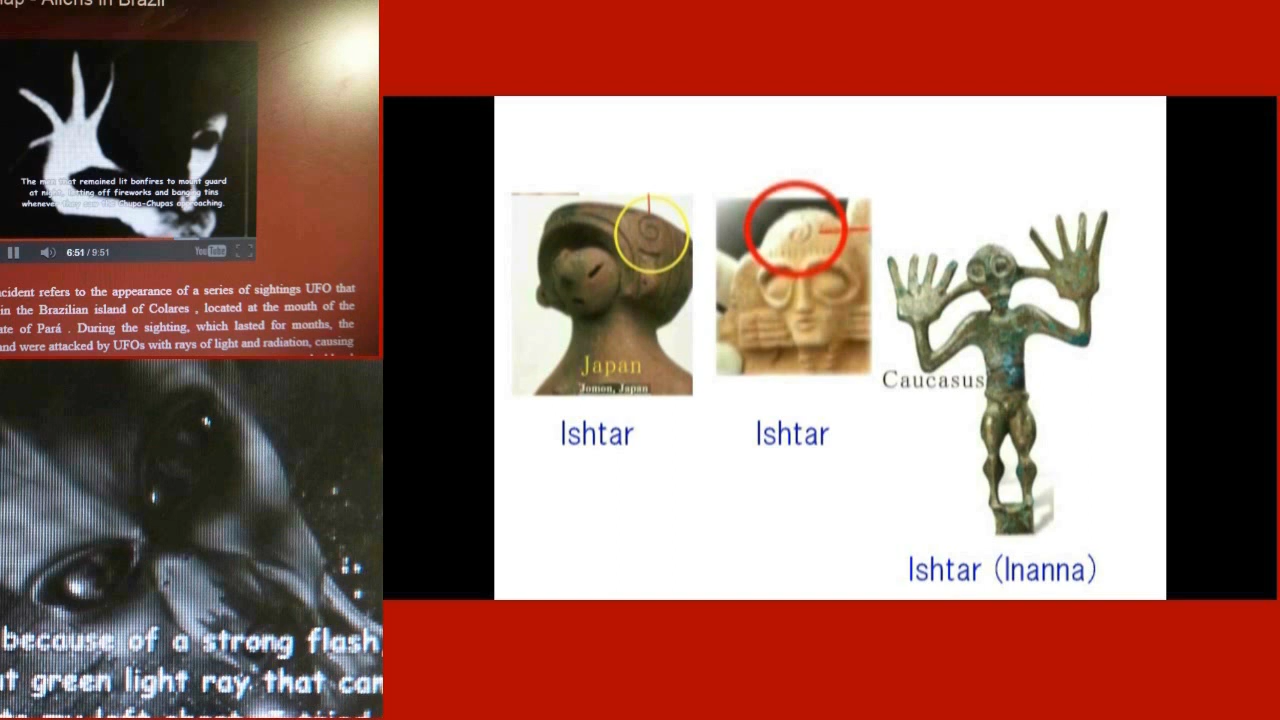 Aliens in Brazil
The men that remained lit bonfires to mount guard
at night, letting off fireworks and banging tins
whenever they saw the Chupa-Chupas approaching.
6:51 / 9:51
YouTube
incident refers to the appearance of a series of sightings UFO that
in the Brazilian island of Colares , located at the mouth of the
ate of Pará . During the sighting, which lasted for months, the
and were attacked by UFOs with rays of light and radiation, causing
because of a strong flash,
t green light ray that can
Japan
Jomon, Japan
Ishtar
Ishtar
Caucasus
Ishtar (Inanna)